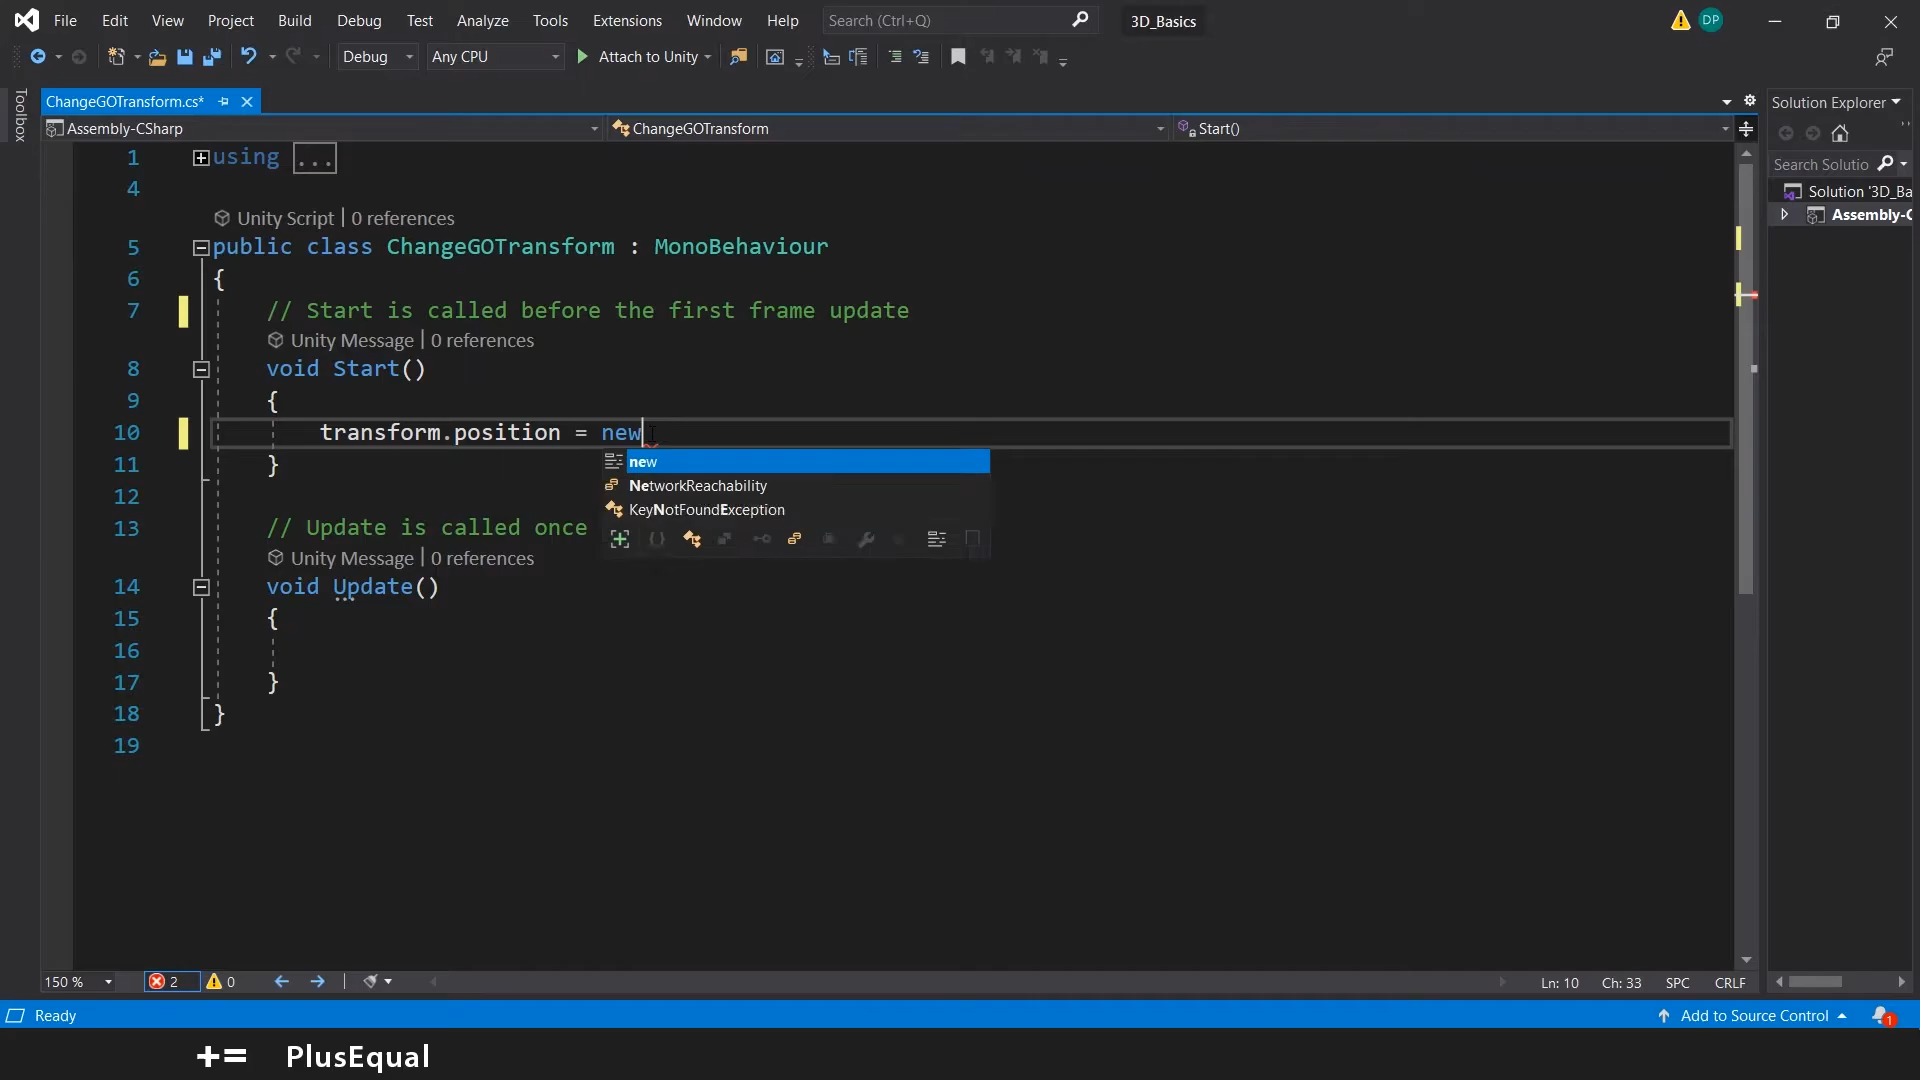 File Edit View Project Build Debug Test Analyze Tools Extensions Window Help Search (Ctrl+Q) 3D_Basics DP
Debug Any CPU Attach to Unity
Toolbox
ChangeGOTransform.cs*
Solution Explorer
Assembly-CSharp ChangeGOTransform Start()
1 using ...
Search Solutio
4
Solution '3D_Ba
Unity Script | 0 references
Assembly-C
5 public class ChangeGOTransform : MonoBehaviour
6 {
7 // Start is called before the first frame update
Unity Message | 0 references
8 void Start()
9 {
10 transform.position = new
11 }
new
NetworkReachability
KeyNotFoundException
12
13 // Update is called once
Unity Message | 0 references
14 void Update()
15 {
16
17 }
18 }
19
150 % 2 0 Ln: 10 Ch: 33 SPC CRLF
Ready Add to Source Control 1
+= PlusEqual